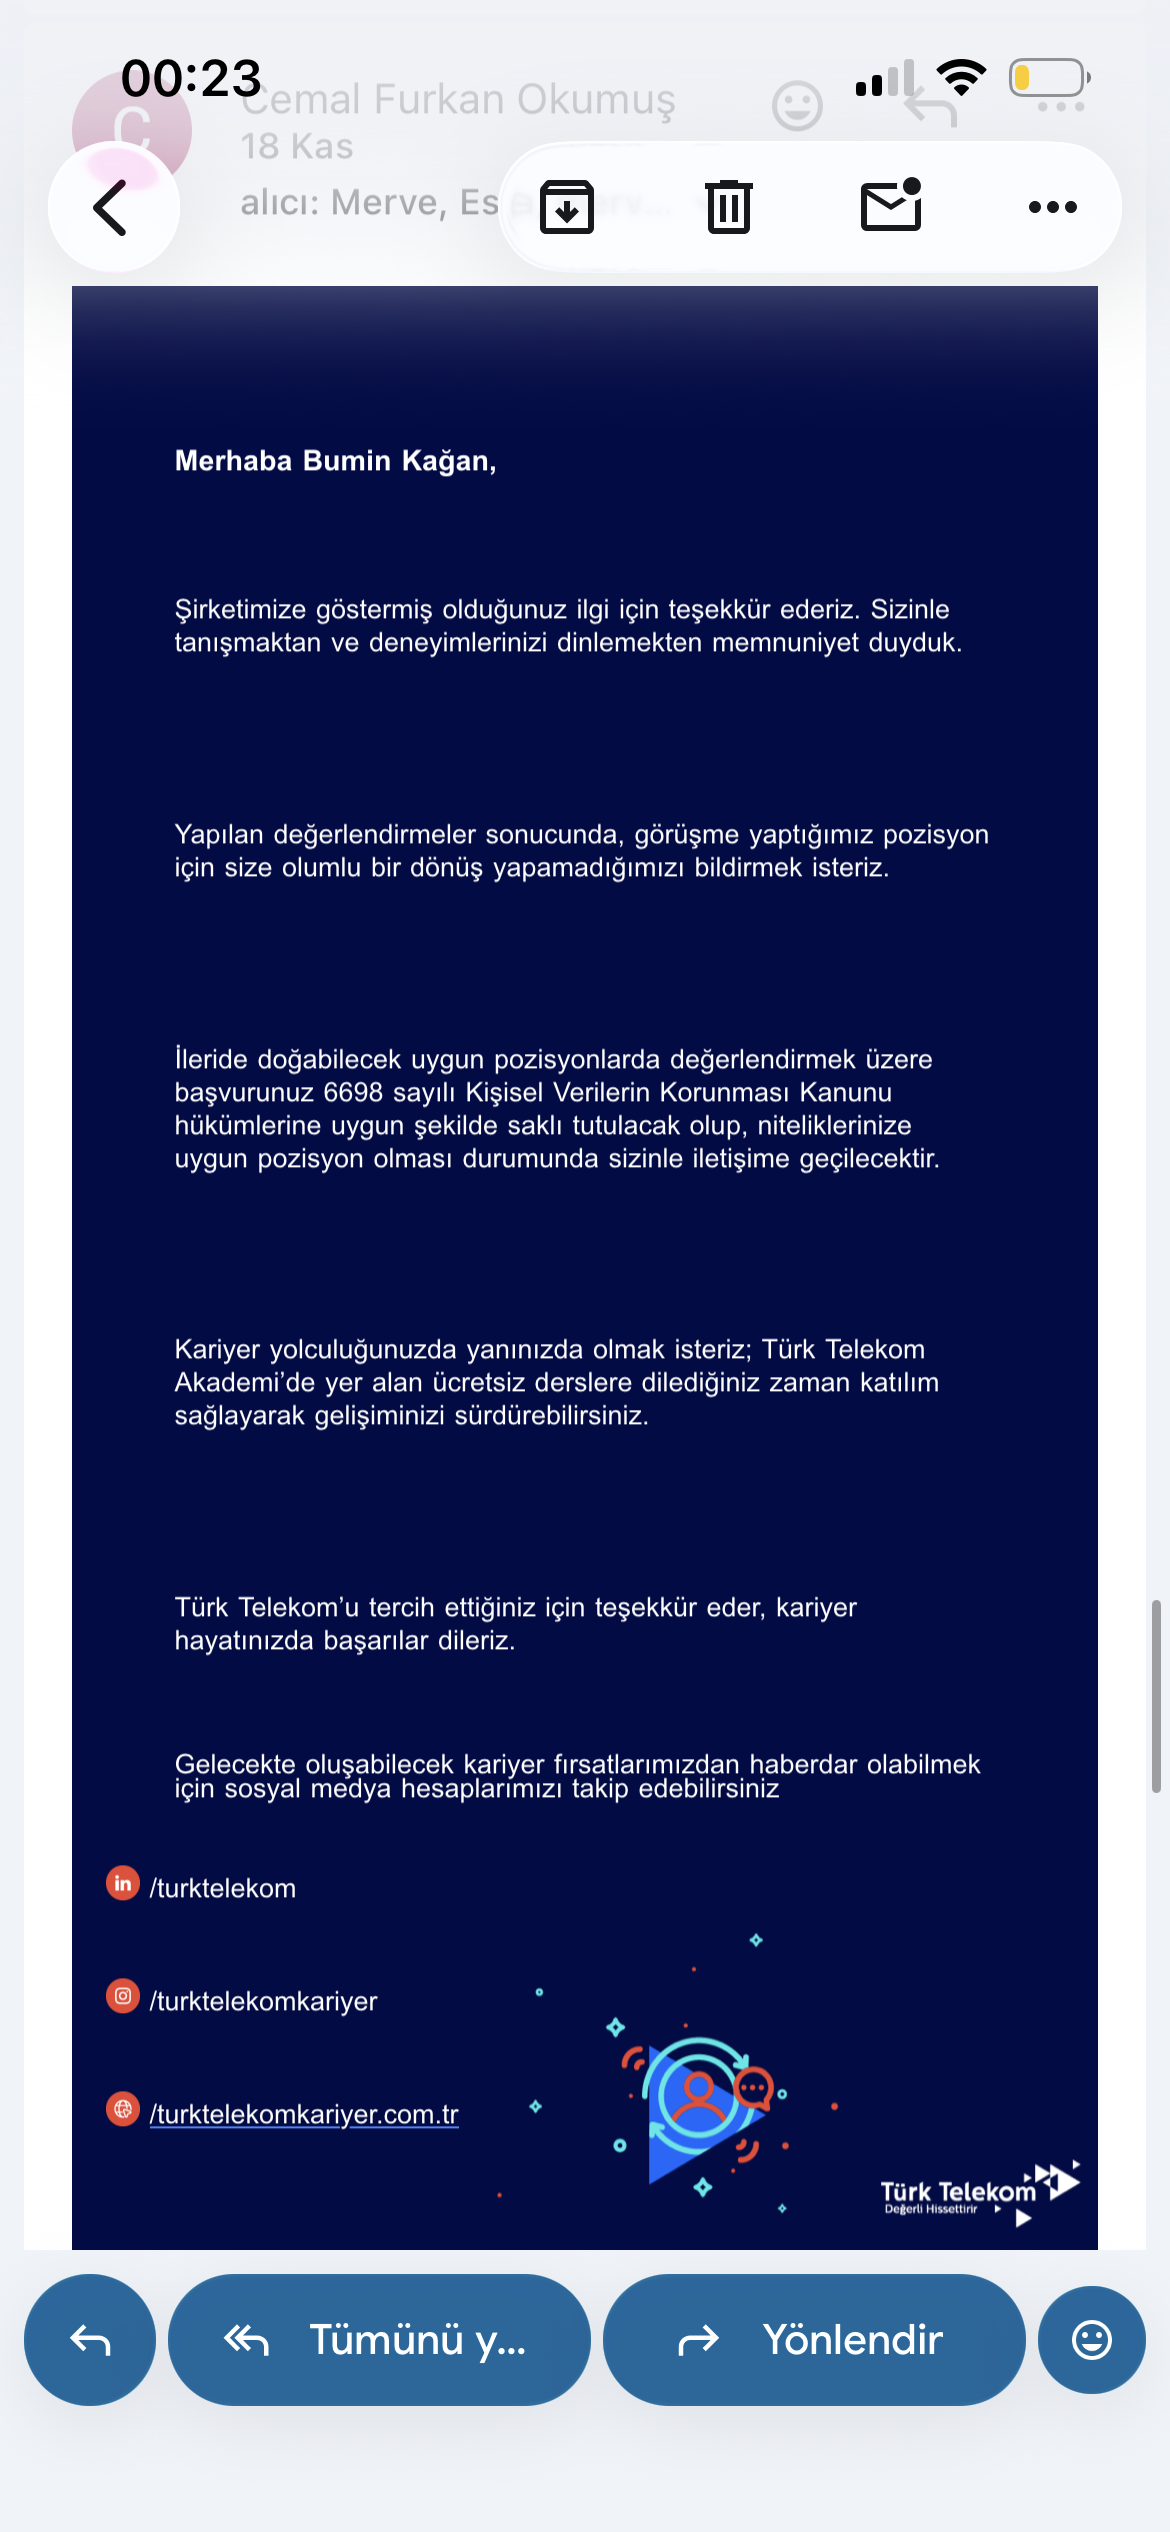 00:23
C
Cemal Furkan Okumuş
18 Kas
alıcı: Merve, Es
Merhaba Bumin Kağan,
Şirketimize göstermiş olduğunuz ilgi için teşekkür ederiz. Sizinle
tanışmaktan ve deneyimlerinizi dinlemekten memnuniyet duyduk.
Yapılan değerlendirmeler sonucunda, görüşme yaptığımız pozisyon
için size olumlu bir dönüş yapamadığımızı bildirmek isteriz.
İleride doğabilecek uygun pozisyonlarda değerlendirmek üzere
başvurunuz 6698 sayılı Kişisel Verilerin Korunması Kanunu
hükümlerine uygun şekilde saklı tutulacak olup, niteliklerinize
uygun pozisyon olması durumunda sizinle iletişime geçilecektir.
Kariyer yolculuğunuzda yanınızda olmak isteriz; Türk Telekom
Akademi’de yer alan ücretsiz derslere dilediğiniz zaman katılım
sağlayarak gelişiminizi sürdürebilirsiniz.
Türk Telekom’u tercih ettiğiniz için teşekkür eder, kariyer
hayatınızda başarılar dileriz.
Gelecekte oluşabilecek kariyer fırsatlarımızdan haberdar olabilmek
için sosyal medya hesaplarımızı takip edebilirsiniz
in /turktelekom
/turktelekomkariyer
/turktelekomkariyer.com.tr
Türk Telekom
Değerli Hissettirir
Tümünü y...
Yönlendir